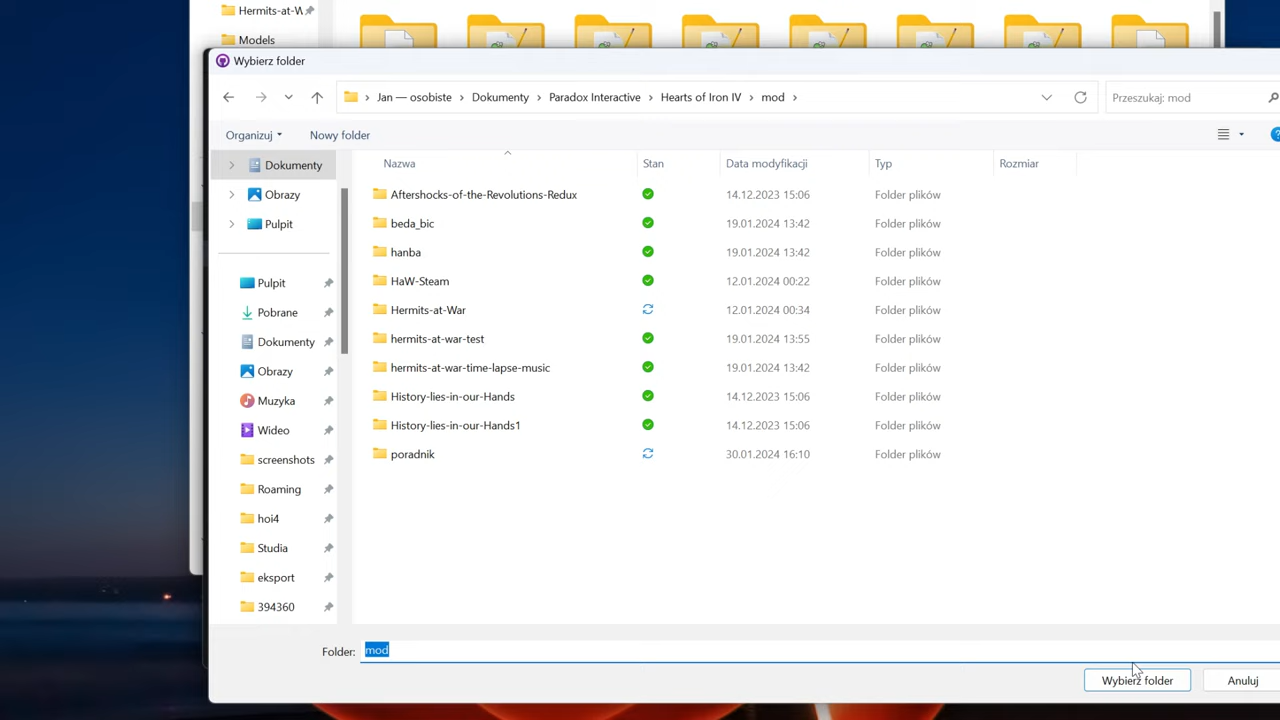 Hermits-at-W
Models
Wybierz folder
Jan — osobiste > Dokumenty > Paradox Interactive > Hearts of Iron IV > mod >
Przeszukaj: mod
Organizuj
Nowy folder
Nazwa Stan Data modyfikacji Typ Rozmiar
Dokumenty
Obrazy
Pulpit
Pulpit
Pobrane
Dokumenty
Obrazy
Muzyka
Wideo
screenshots
Roaming
hoi4
Studia
eksport
394360
Aftershocks-of-the-Revolutions-Redux 14.12.2023 15:06 Folder plików
beda_bic 19.01.2024 13:42 Folder plików
hanba 19.01.2024 13:42 Folder plików
HaW-Steam 12.01.2024 00:22 Folder plików
Hermits-at-War 12.01.2024 00:34 Folder plików
hermits-at-war-test 19.01.2024 13:55 Folder plików
hermits-at-war-time-lapse-music 19.01.2024 13:42 Folder plików
History-lies-in-our-Hands 14.12.2023 15:06 Folder plików
History-lies-in-our-Hands1 14.12.2023 15:06 Folder plików
poradnik 30.01.2024 16:10 Folder plików
Folder: mod
Wybierz folder
Anuluj